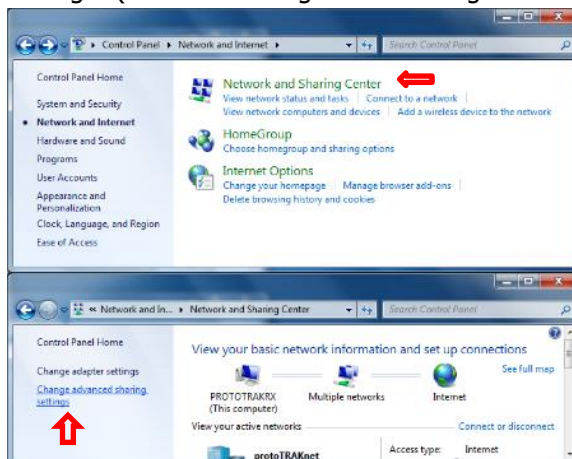 Control Panel ▸ Network and Internet ▸
Search Control Panel
Control Panel Home
System and Security
Network and Internet
Hardware and Sound
Programs
User Accounts
Appearance and
Personalization
Clock, Language, and Region
Ease of Access
Network and Sharing Center
View network status and tasks | Connect to a network
View network computers and devices | Add a wireless device to the network
HomeGroup
Choose homegroup and sharing options
Internet Options
Change your homepage | Manage browser add-ons
Delete browsing history and cookies
« Network and In... ▸ Network and Sharing Center
Search Control Panel
Control Panel Home
Change adapter settings
Change advanced sharing
settings
View your basic network information and set up connections
See full map
PROTOTRAKRX
(This computer)
Multiple networks
Internet
View your active networks
Connect or disconnect
protoTRAKnet
Access type: Internet